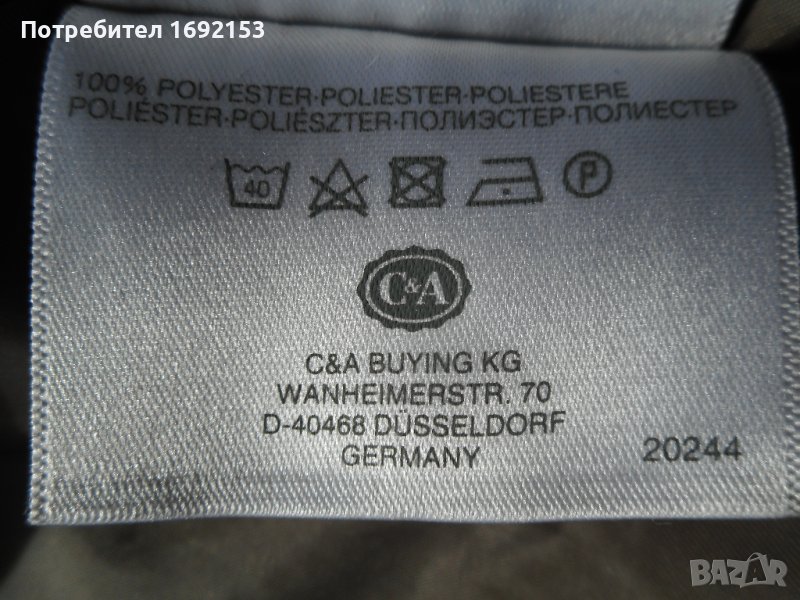 Потребител 1692153
100% POLYESTER·POLIESTER·POLIESTERE
POLIÉSTER·POLIÉSZTER·ПОЛИЭСТЕР·ПОЛИЕСТЕР
40
P
C&A
C&A BUYING KG
WANHEIMERSTR. 70
D-40468 DÜSSELDORF
GERMANY
20244
BAZAR